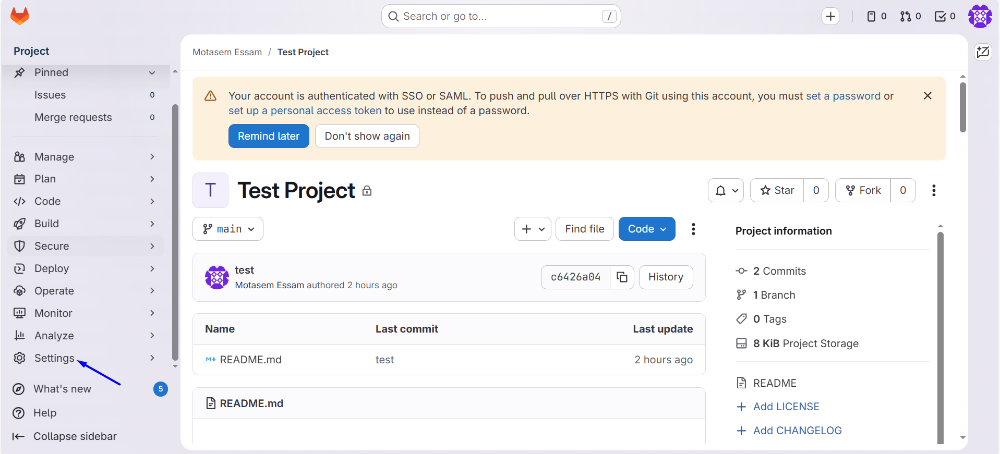 Search or go to...
/
0
0
0
Project
Pinned
Issues 0
Merge requests 0
Manage
Plan
Code
Build
Secure
Deploy
Operate
Monitor
Analyze
Settings
What's new 5
Help
Collapse sidebar
Motasem Essam / Test Project
Your account is authenticated with SSO or SAML. To push and pull over HTTPS with Git using this account, you must set a password or
set up a personal access token to use instead of a password.
Remind later Don't show again
T Test Project
Star 0 Fork 0
main Find file Code
test
Motasem Essam authored 2 hours ago
c6426a04 History
Name Last commit Last update
README.md test 2 hours ago
README.md
Project information
2 Commits
1 Branch
0 Tags
8 KiB Project Storage
README
Add LICENSE
Add CHANGELOG